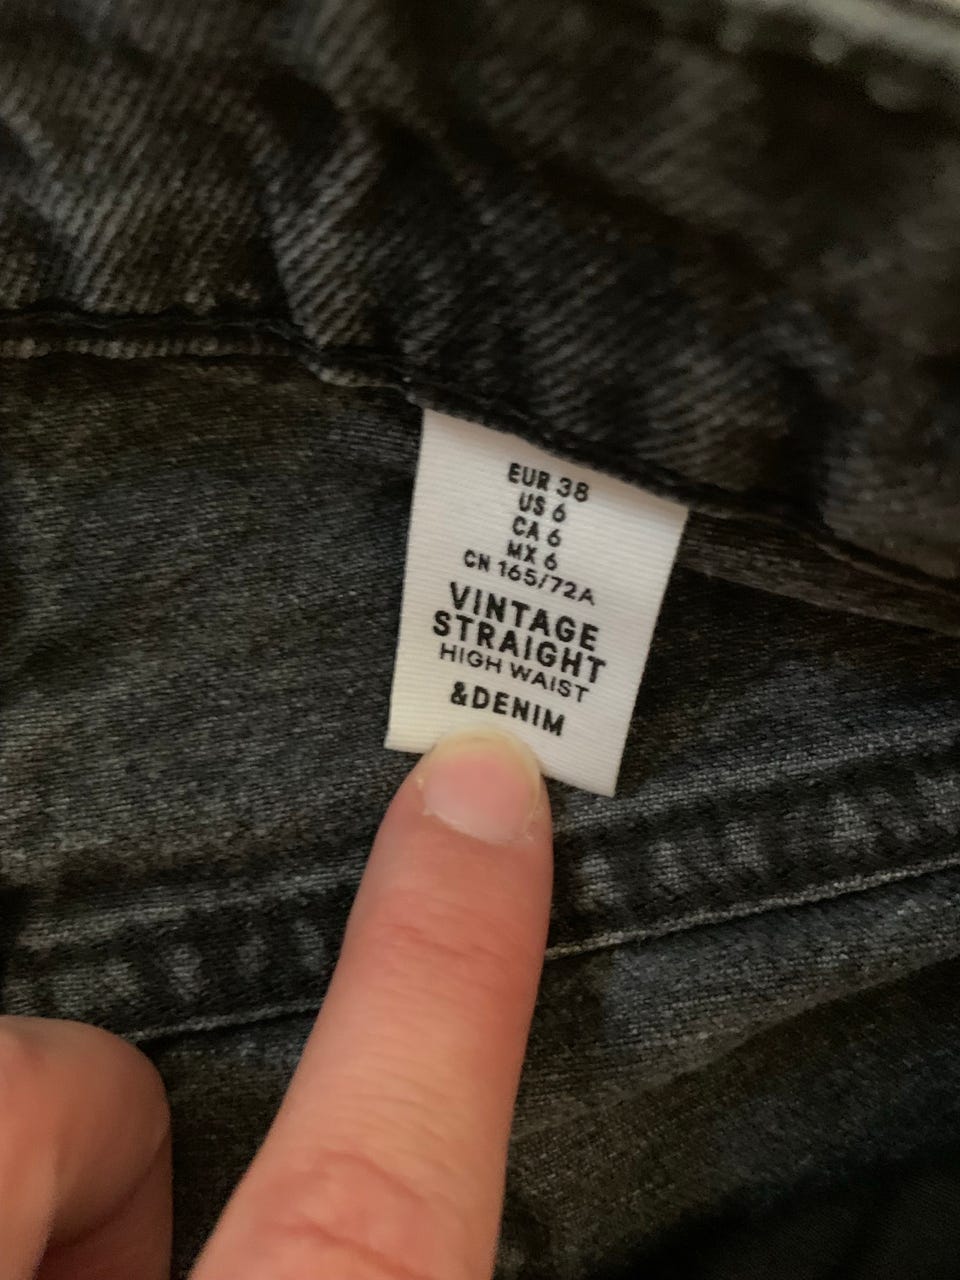 EUR 38
US 6
CA 6
MX 6
CN 165/72A
VINTAGE
STRAIGHT
HIGH WAIST
&DENIM